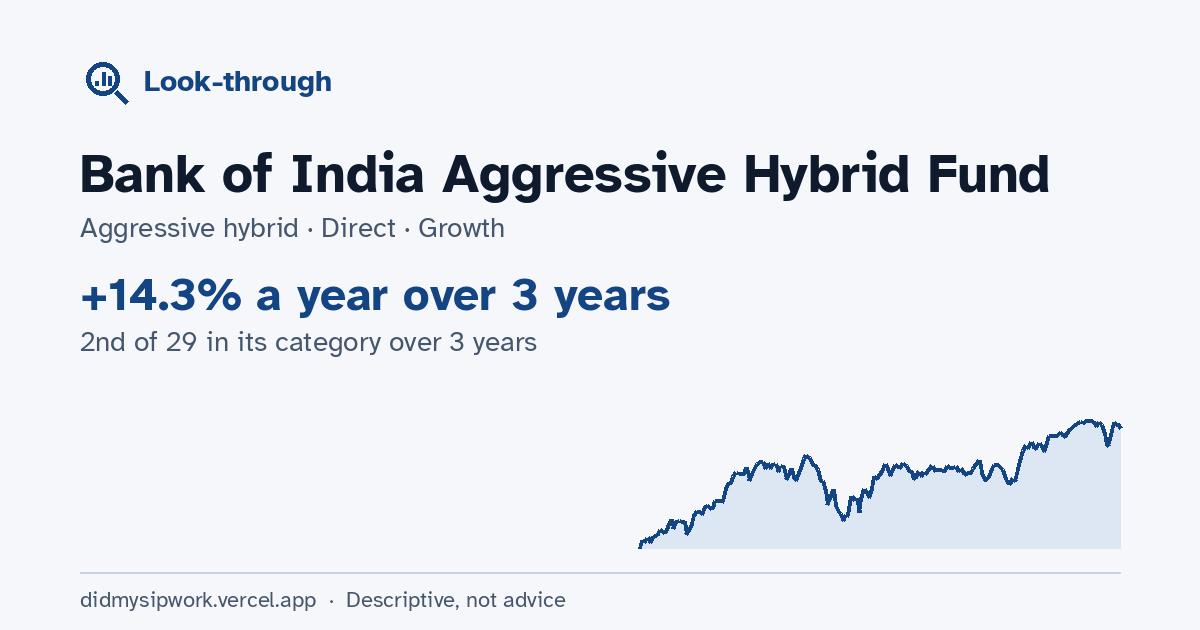 Look-through
Bank of India Aggressive Hybrid Fund
Aggressive hybrid · Direct · Growth
+14.3% a year over 3 years
2nd of 29 in its category over 3 years
didmysipwork.vercel.app · Descriptive, not advice